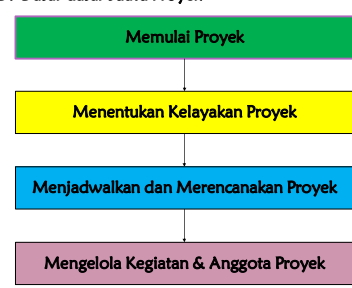 Memulai Proyek
Menentukan Kelayakan Proyek
Menjadwalkan dan Merencanakan Proyek
Mengelola Kegiatan & Anggota Proyek